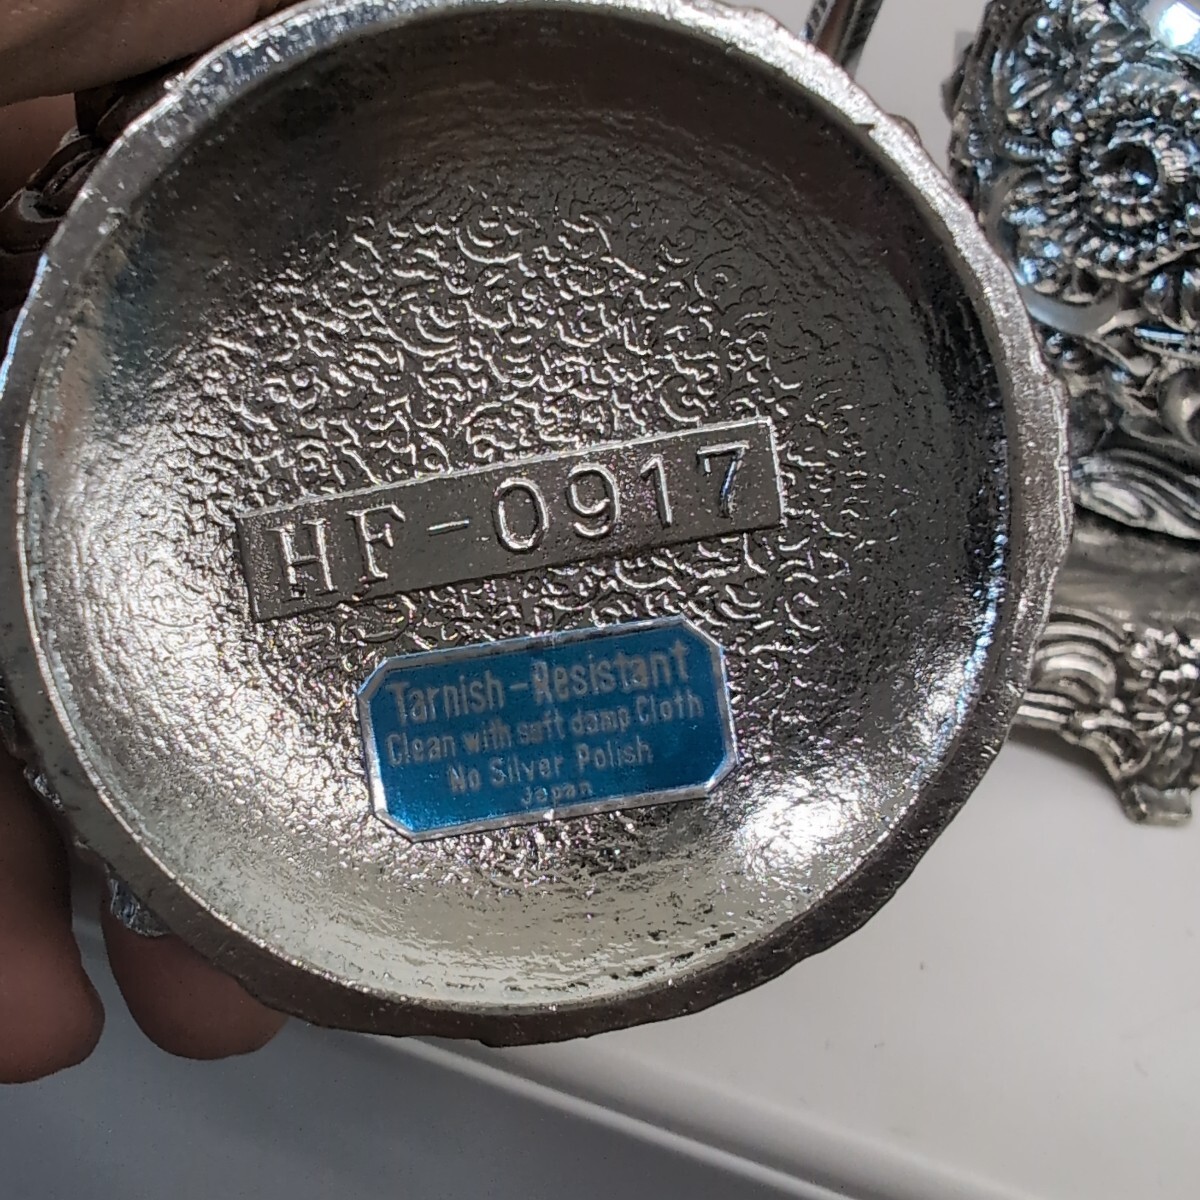 HF-0917
Tarnish-Resistant
Clean with soft damp Cloth
No Silver Polish
Japan